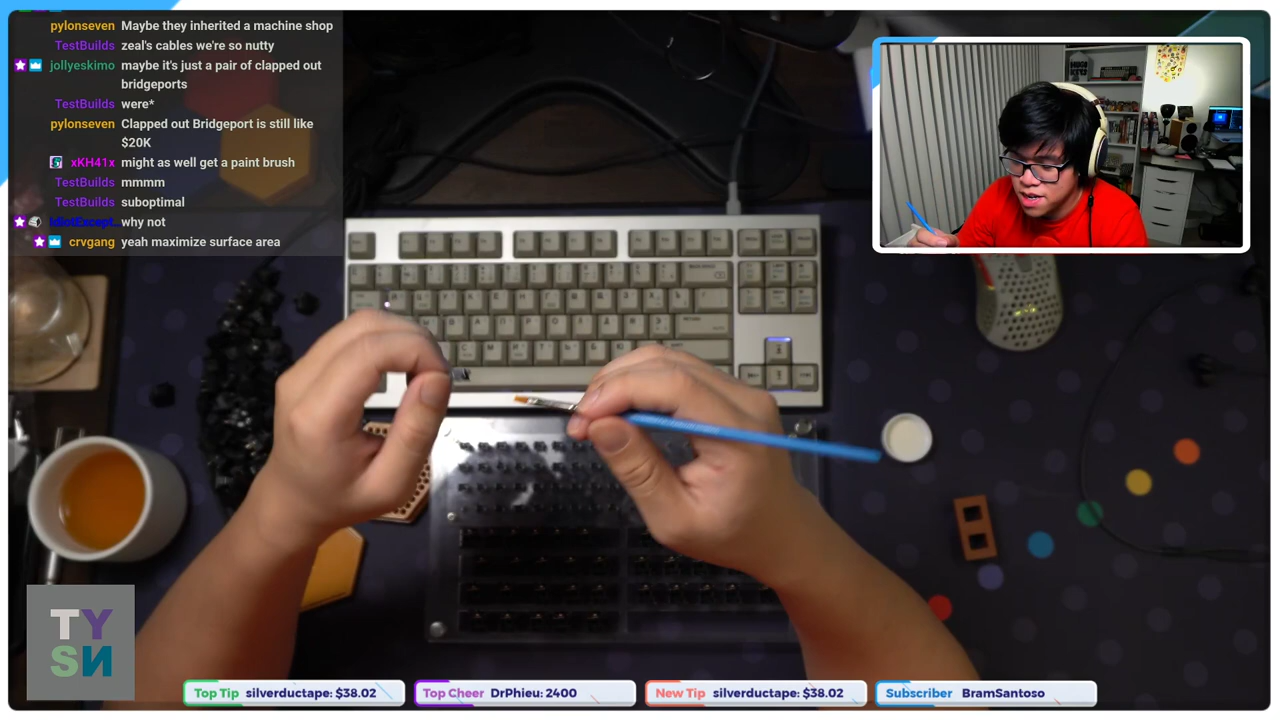 pylonseven Maybe they inherited a machine shop
TestBuilds zeal's cables we're so nutty
jollyeskimo maybe it's just a pair of clapped out
bridgeports
TestBuilds were*
pylonseven Clapped out Bridgeport is still like
$20K
xKH41x might as well get a paint brush
TestBuilds mmmm
TestBuilds suboptimal
IdiotExcept.. why not
crvgang yeah maximize surface area
TY
SN
Top Tip silverductape: $38.02
Top Cheer DrPhieu: 2400
New Tip silverductape: $38.02
Subscriber BramSantoso